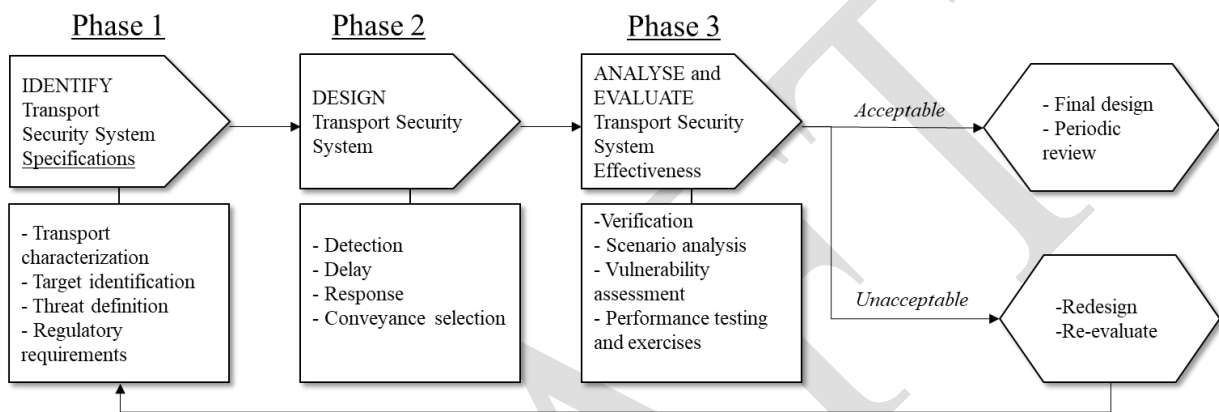 Phase 1
IDENTIFY
Transport
Security System
Specifications
- Transport
characterization
- Target identification
- Threat definition
- Regulatory
requirements
Phase 2
DESIGN
Transport Security
System
- Detection
- Delay
- Response
- Conveyance selection
Phase 3
ANALYSE and
EVALUATE
Transport Security
System
Effectiveness
-Verification
- Scenario analysis
- Vulnerability
assessment
- Performance testing
and exercises
Acceptable
- Final design
- Periodic
review
Unacceptable
-Redesign
-Re-evaluate